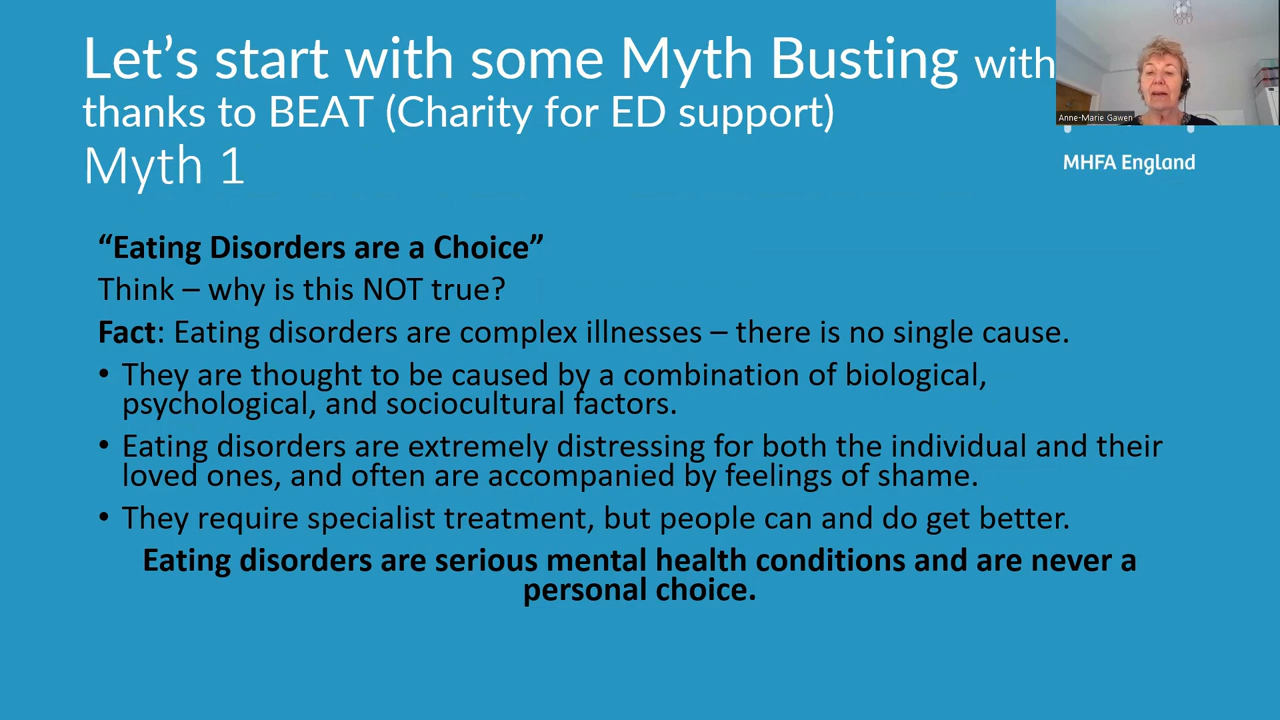 Let’s start with some Myth Busting with
thanks to BEAT (Charity for ED support)
Myth 1
Anne-Marie Gawen
MHFA England
“Eating Disorders are a Choice”
Think – why is this NOT true?
Fact: Eating disorders are complex illnesses – there is no single cause.
• They are thought to be caused by a combination of biological,
psychological, and sociocultural factors.
• Eating disorders are extremely distressing for both the individual and their
loved ones, and often are accompanied by feelings of shame.
• They require specialist treatment, but people can and do get better.
Eating disorders are serious mental health conditions and are never a
personal choice.